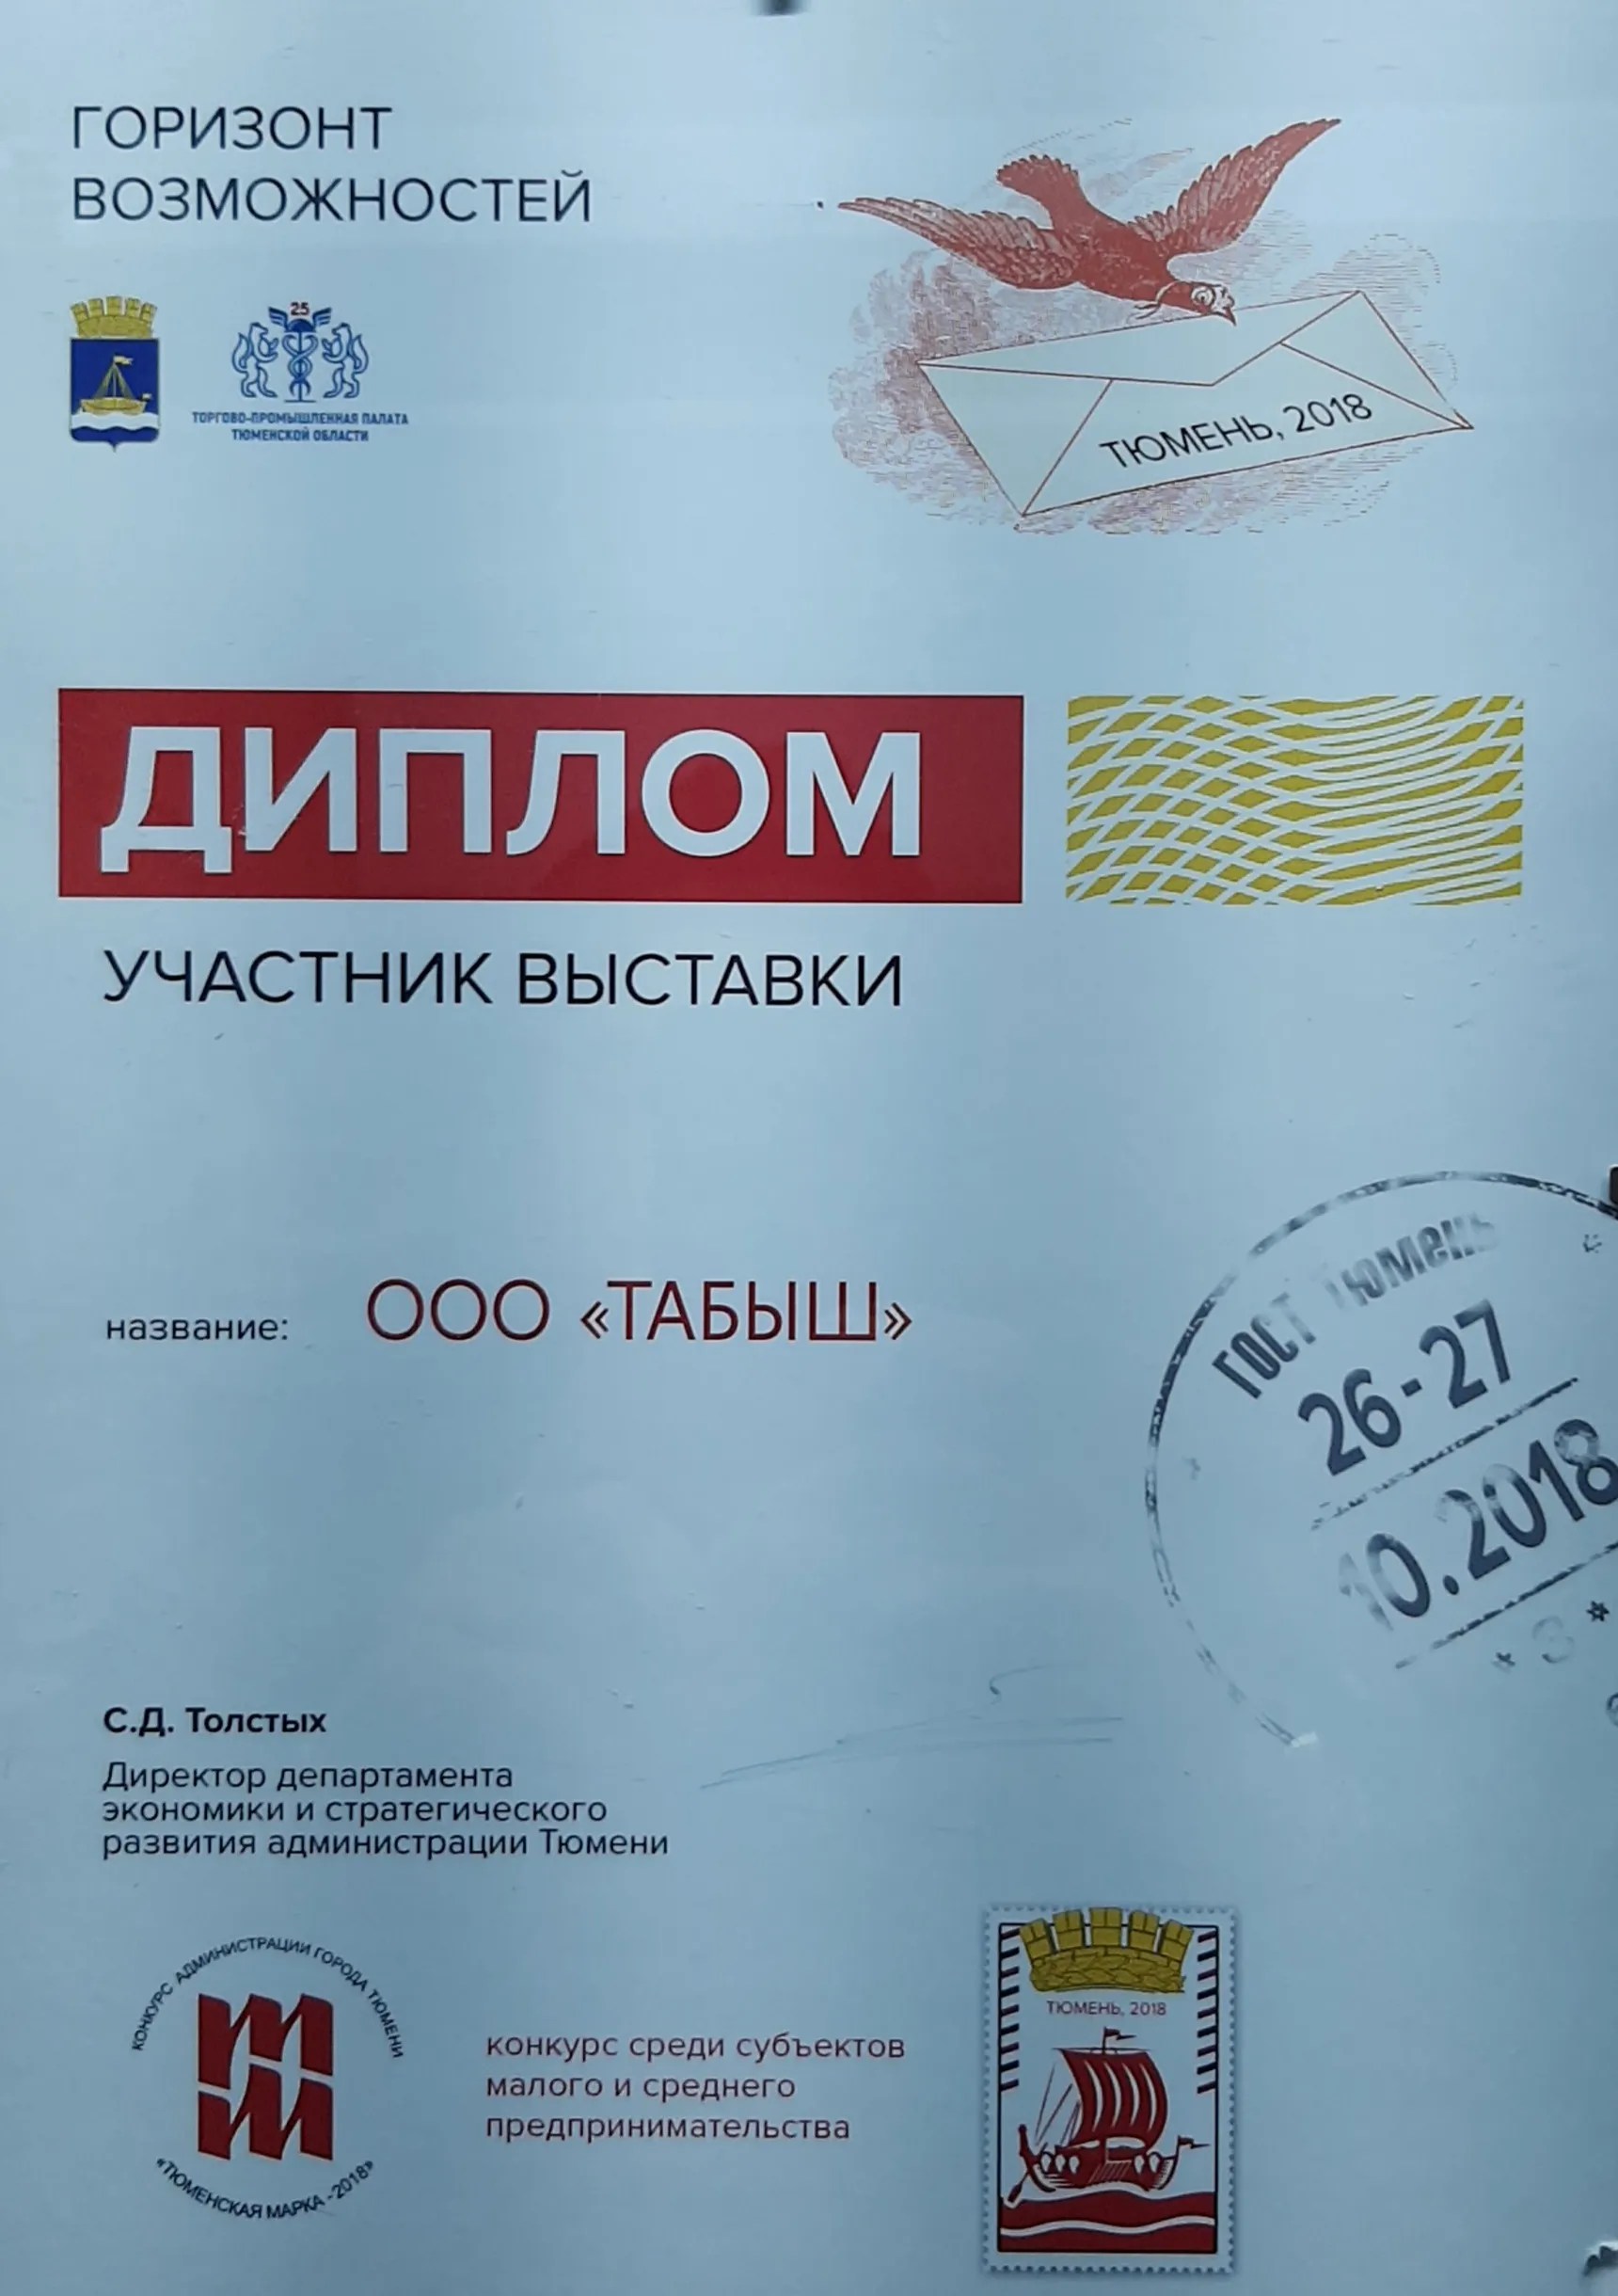 ГОРИЗОНТ
ВОЗМОЖНОСТЕЙ
25
ТОРГОВО-ПРОМЫШЛЕННАЯ ПАЛАТА
ТЮМЕНСКОЙ ОБЛАСТИ
ТЮМЕНЬ, 2018
ДИПЛОМ
УЧАСТНИК ВЫСТАВКИ
название: ООО «ТАБЫШ»
ГОСТ Тюмень
26-27
10.2018
* 3 *
С.Д. Толстых
Директор департамента
экономики и стратегического
развития администрации Тюмени
КОНКУРС АДМИНИСТРАЦИИ ГОРОДА ТЮМЕНИ
«ТЮМЕНСКАЯ МАРКА -2018»
конкурс среди субъектов
малого и среднего
предпринимательства
ТЮМЕНЬ, 2018